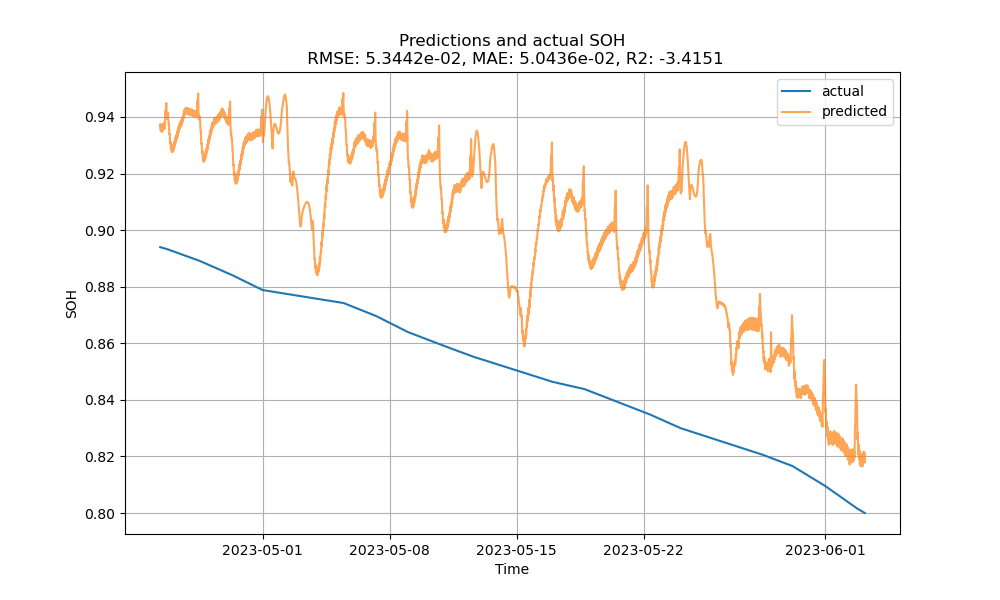 Predictions and actual SOH
RMSE: 5.3442e-02, MAE: 5.0436e-02, R2: -3.4151
actual
predicted
0.94
0.92
0.90
0.88
0.86
0.84
0.82
0.80
SOH
2023-05-01
2023-05-08
2023-05-15
2023-05-22
2023-06-01
Time